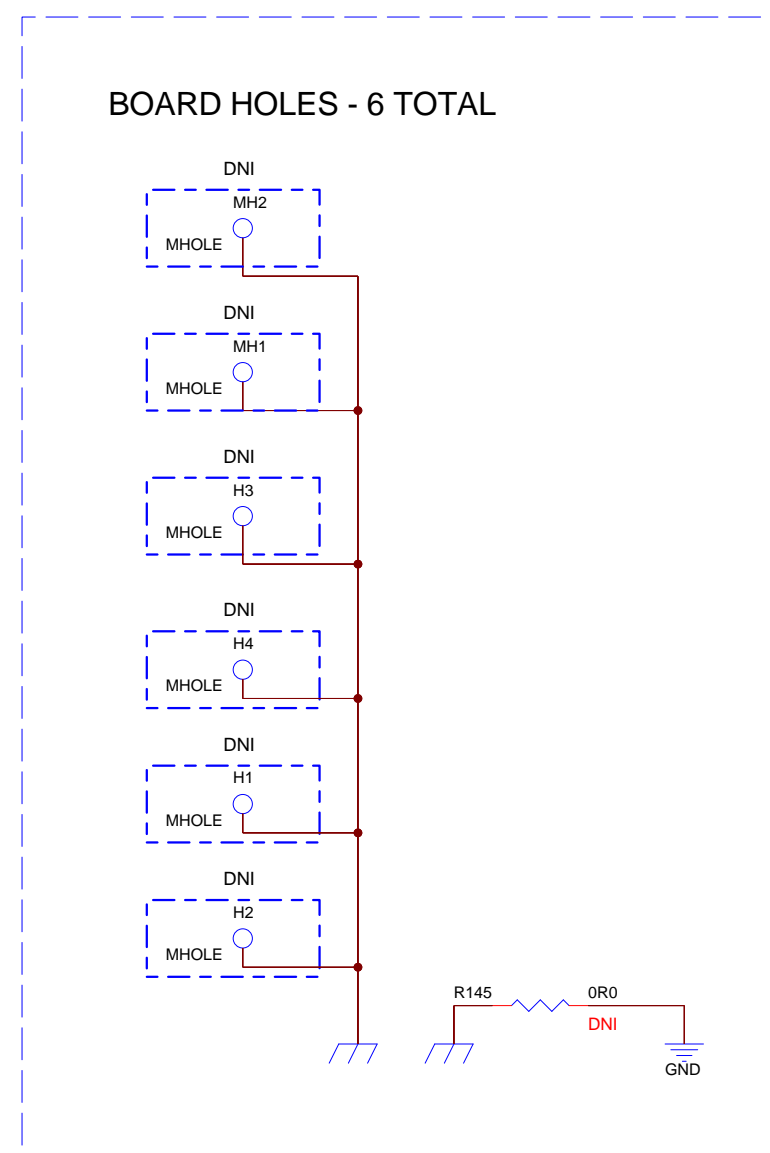 BOARD HOLES - 6 TOTAL
DNI
MH2
MHOLE
DNI
MH1
MHOLE
DNI
H3
MHOLE
DNI
H4
MHOLE
DNI
H1
MHOLE
DNI
H2
MHOLE
R145 0R0
DNI
GND